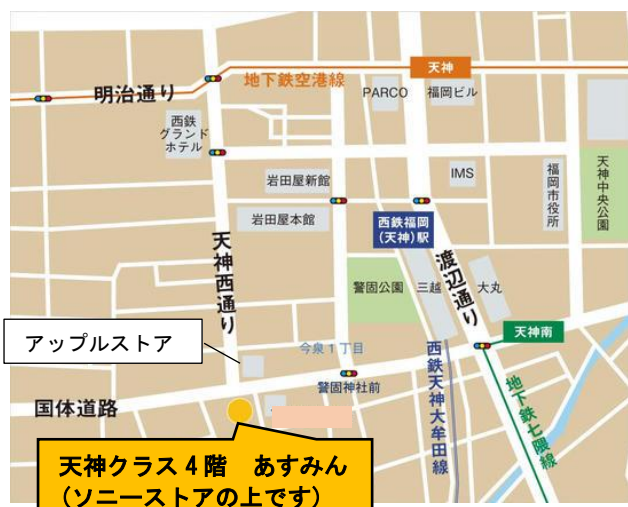 天神
地下鉄空港線
明治通り
PARCO
福岡ビル
西鉄
グランド
ホテル
岩田屋新館
IMS
福岡市役所
天神中央公園
岩田屋本館
西鉄福岡
(天神)駅
天神西通り
渡辺通り
警固公園
三越
大丸
天神南
アップルストア
今泉1丁目
警固神社前
西鉄天神大牟田線
地下鉄七隈線
国体道路
天神クラス4階 あすみん
(ソニーストアの上です)